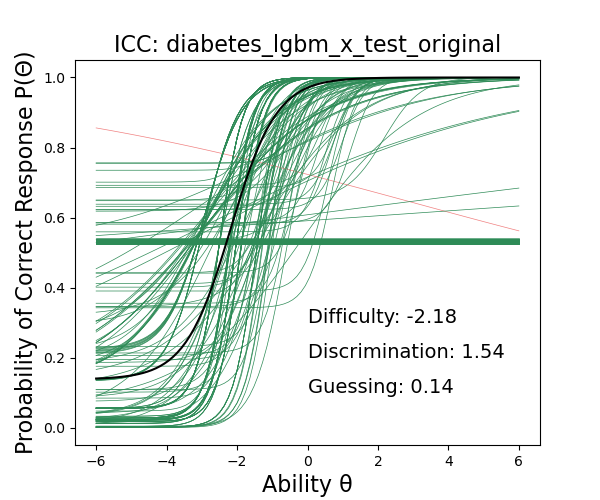 ICC: diabetes_lgbm_x_test_original
Probability of Correct Response P(Θ)
1.0
0.8
0.6
0.4
0.2
0.0
Difficulty: -2.18
Discrimination: 1.54
Guessing: 0.14
−6 −4 −2 0 2 4 6
Ability θ